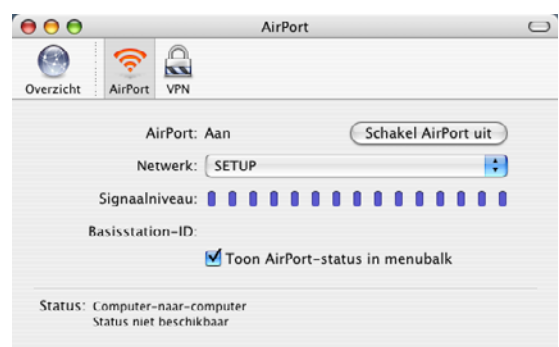 AirPort
Overzicht AirPort VPN
AirPort: Aan Schakel AirPort uit
Netwerk: SETUP
Signaalniveau:
Basisstation-ID:
Toon AirPort-status in menubalk
Status: Computer-naar-computer
Status niet beschikbaar